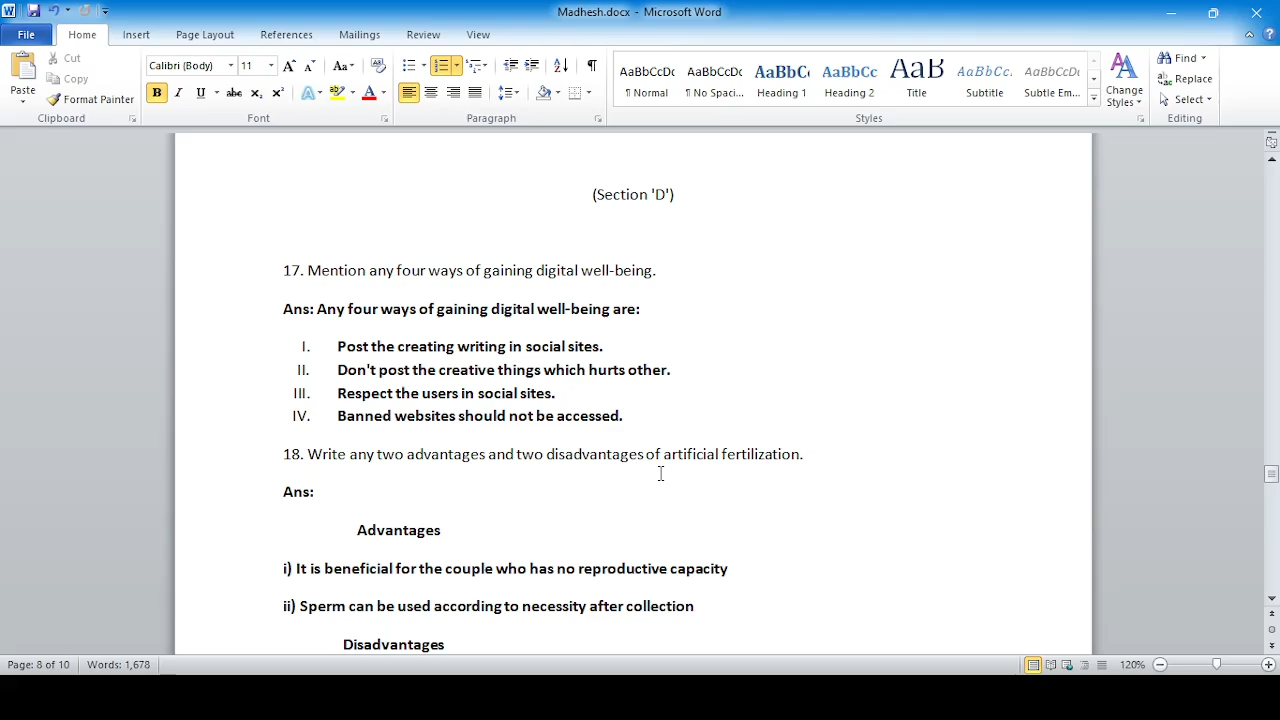 Madhesh.docx - Microsoft Word
File Home Insert Page Layout References Mailings Review View
Paste
Cut
Copy
Format Painter
Clipboard
Calibri (Body) 11
Font
Paragraph
AaBbCcDc AaBbCcDc AaBbC AaBbCc AaB AaBbCc. AaBbCcDc
¶ Normal ¶ No Spaci... Heading 1 Heading 2 Title Subtitle Subtle Em...
Styles
Change Styles
Find
Replace
Select
Editing
(Section 'D')
17. Mention any four ways of gaining digital well-being.
Ans: Any four ways of gaining digital well-being are:
I. Post the creating writing in social sites.
II. Don't post the creative things which hurts other.
III. Respect the users in social sites.
IV. Banned websites should not be accessed.
18. Write any two advantages and two disadvantages of artificial fertilization.
Ans:
Advantages
i) It is beneficial for the couple who has no reproductive capacity
ii) Sperm can be used according to necessity after collection
Disadvantages
Page: 8 of 10 Words: 1,678 120%